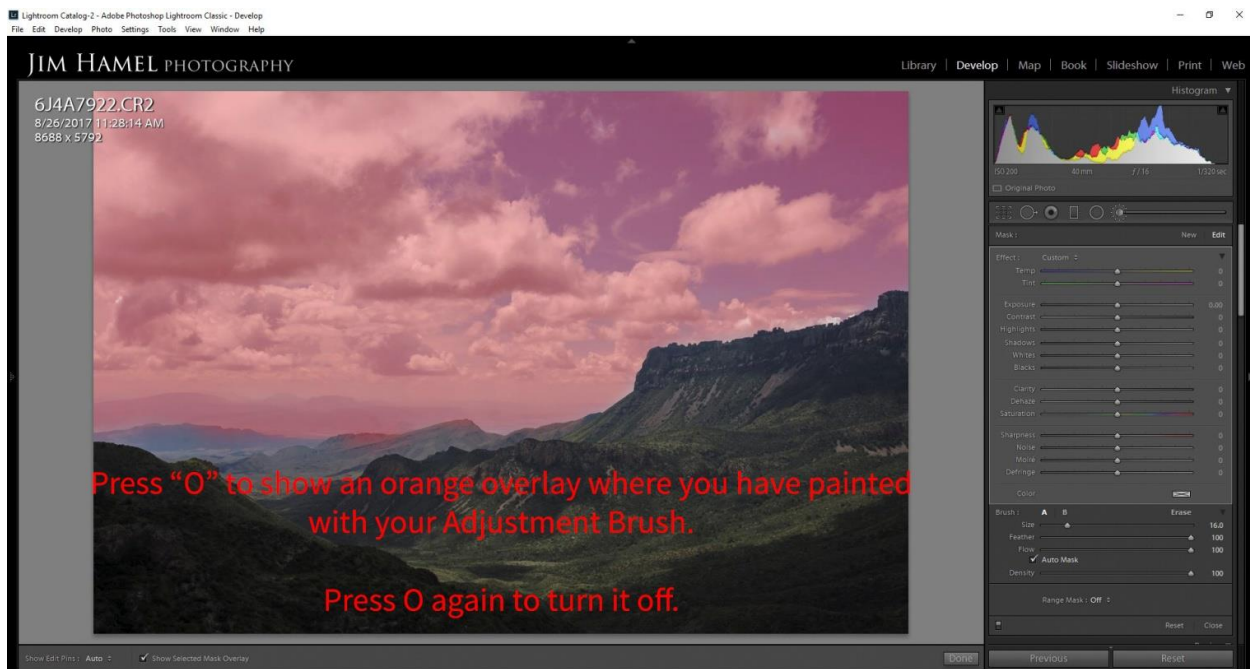 Lightroom Catalog-2 - Adobe Photoshop Lightroom Classic - Develop
File Edit Develop Photo Settings Tools View Window Help
JIM HAMEL PHOTOGRAPHY
Library | Develop | Map | Book | Slideshow | Print | Web
6J4A7922.CR2
8/26/2017 11:28:14 AM
8688 x 5792
Press “O” to show an orange overlay where you have painted
with your Adjustment Brush.
Press O again to turn it off.
Histogram
ISO 200 40 mm ƒ / 16 1/320 sec
Original Photo
Mask : New Edit
Effect : Custom
Temp 0
Tint 0
Exposure 0.00
Contrast 0
Highlights 0
Shadows 0
Whites 0
Blacks 0
Clarity 0
Dehaze 0
Saturation 0
Sharpness 0
Noise 0
Moiré 0
Defringe 0
Color
Brush : A B Erase
Size 16.0
Feather 100
Flow 100
Auto Mask
Density 100
Range Mask : Off
Reset Close
Show Edit Pins : Auto Show Selected Mask Overlay Done
Previous Reset